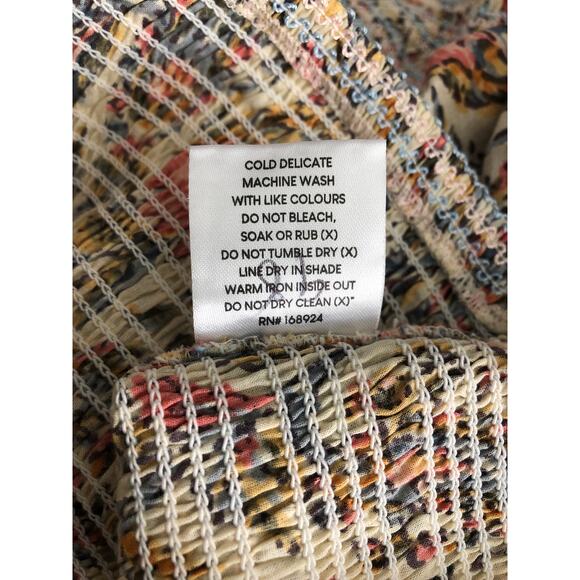 COLD DELICATE
MACHINE WASH
WITH LIKE COLOURS
DO NOT BLEACH,
SOAK OR RUB (X)
DO NOT TUMBLE DRY (X)
LINE DRY IN SHADE
WARM IRON INSIDE OUT
DO NOT DRY CLEAN (X)"
RN# 168924